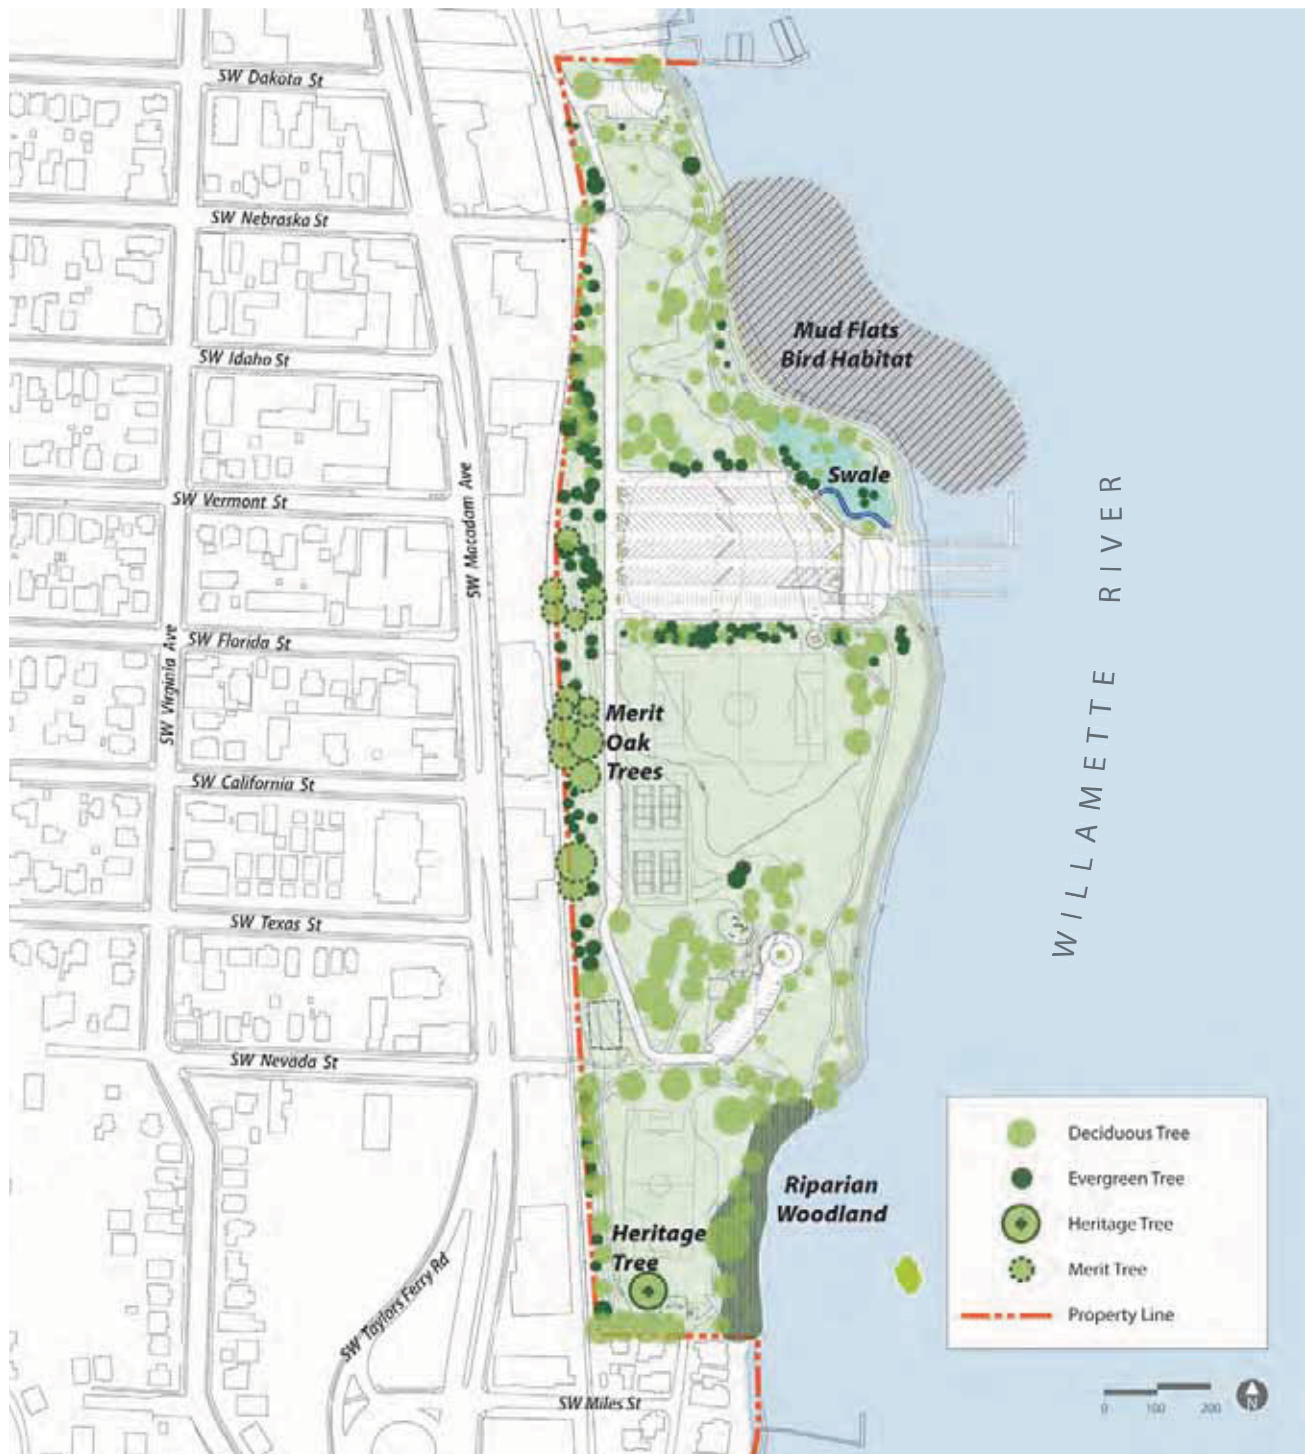 SW Dakota St
SW Nebraska St
SW Idaho St
SW Vermont St
SW Macadam Ave
SW Florida St
SW Virginia Ave
SW California St
SW Texas St
SW Nevada St
SW Taylors Ferry Rd
SW Miles St
Mud Flats
Bird Habitat
Swale
WILLAMETTE RIVER
Merit
Oak
Trees
Riparian
Woodland
Heritage
Tree
Deciduous Tree
Evergreen Tree
Heritage Tree
Merit Tree
Property Line
0 100 200
N